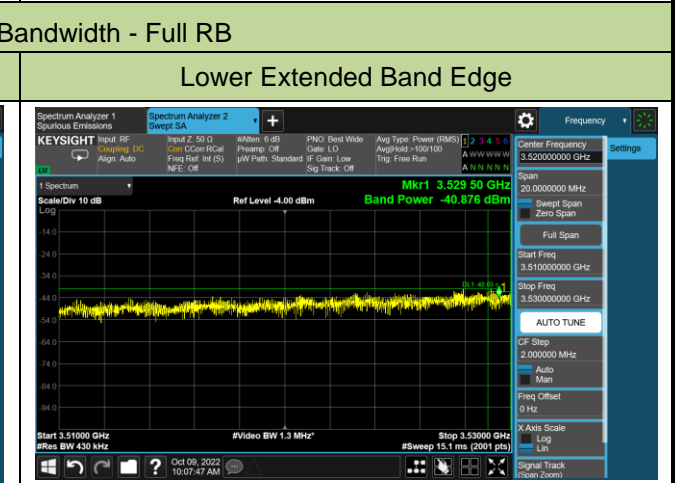 Bandwidth - Full RB
Lower Extended Band Edge
Spectrum Analyzer 1
Spurious Emissions
Spectrum Analyzer 2
Swept SA
+
Frequency
KEYSIGHT
Input: RF
Coupling: DC
Align: Auto
Input Z: 50 Ω
Corr CCorr RCal
Freq Ref: Int (S)
NFE: Off
#Atten: 6 dB
Preamp: Off
µW Path: Standard
PNO: Best Wide
Gate: LO
IF Gain: Low
Sig Track: Off
Avg Type: Power (RMS)
Avg|Hold:>100/100
Trig: Free Run
1 2 3 4 5 6
A W W W W W
A N N N N N
Center Frequency
3.520000000 GHz
Settings
Span
20.0000000 MHz
Swept Span
Zero Span
Full Span
Start Freq
3.510000000 GHz
Stop Freq
3.530000000 GHz
AUTO TUNE
CF Step
2.000000 MHz
Auto
Man
Freq Offset
0 Hz
X Axis Scale
Log
Lin
Signal Track
(Span Zoom)
1 Spectrum
Scale/Div 10 dB
Ref Level -4.00 dBm
Mkr1 3.529 50 GHz
Band Power -40.876 dBm
Log
-14.0
-24.0
-34.0
-44.0
-54.0
-64.0
-74.0
-84.0
-94.0
1
Start 3.51000 GHz
#Res BW 430 kHz
#Video BW 1.3 MHz*
Stop 3.53000 GHz
#Sweep 15.1 ms (2001 pts)
?
Oct 09, 2022
10:07:47 AM